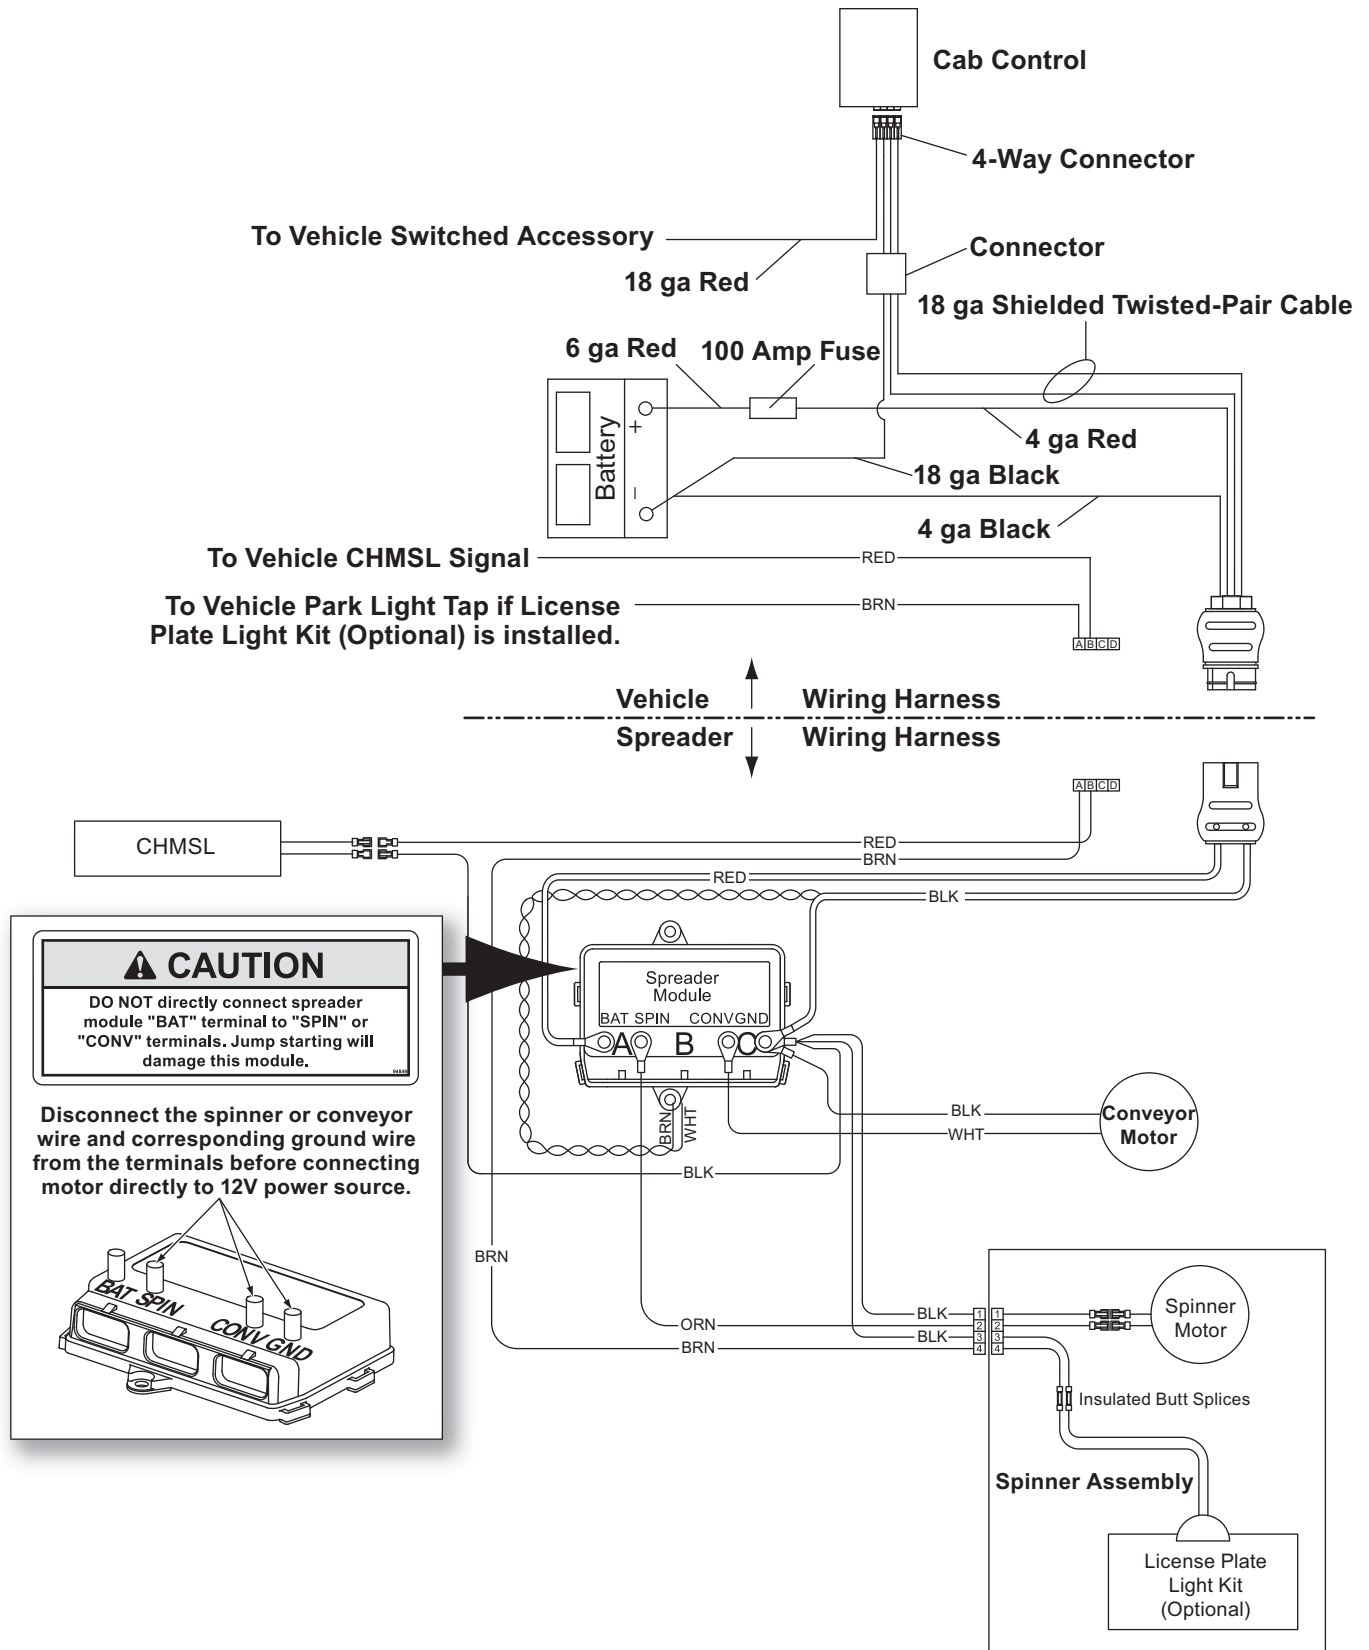 Cab Control
4-Way Connector
To Vehicle Switched Accessory
Connector
18 ga Red
18 ga Shielded Twisted-Pair Cable
6 ga Red
100 Amp Fuse
Battery
+
–
4 ga Red
18 ga Black
4 ga Black
To Vehicle CHMSL Signal
RED
To Vehicle Park Light Tap if License
Plate Light Kit (Optional) is installed.
BRN
A B C D
Vehicle
Wiring Harness
Spreader
Wiring Harness
A B C D
CHMSL
RED
BRN
RED
BLK
CAUTION
DO NOT directly connect spreader
module "BAT" terminal to "SPIN" or
"CONV" terminals. Jump starting will
damage this module.
Disconnect the spinner or conveyor
wire and corresponding ground wire
from the terminals before connecting
motor directly to 12V power source.
BAT SPIN
CONV GND
Spreader
Module
BAT SPIN CONV GND
A B C
BRN
WHT
BLK
WHT
Conveyor
Motor
BLK
BRN
BLK
ORN
BLK
BRN
1 1
2 2
3 3
4 4
Spinner
Motor
Insulated Butt Splices
Spinner Assembly
License Plate
Light Kit
(Optional)